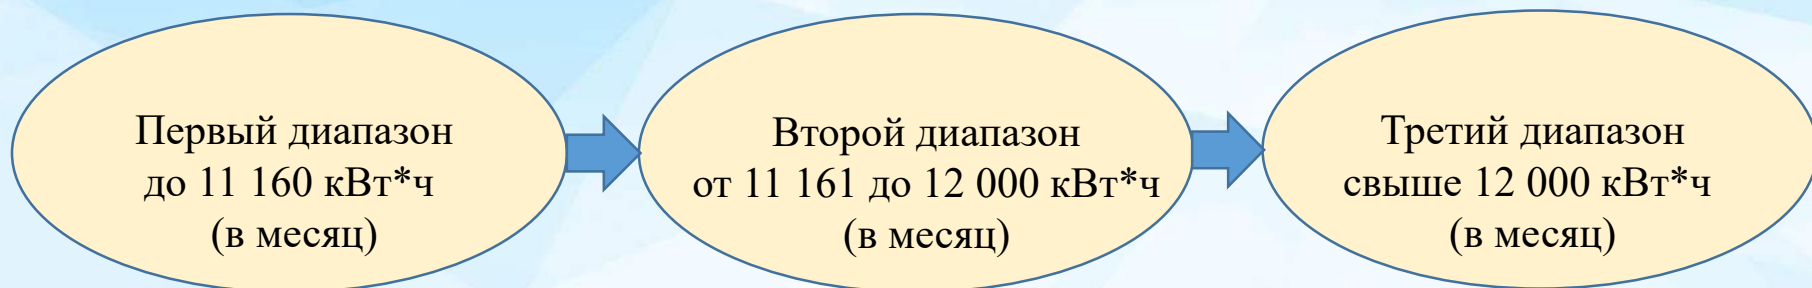 Первый диапазон
до 11 160 кВт*ч
(в месяц)
Второй диапазон
от 11 161 до 12 000 кВт*ч
(в месяц)
Третий диапазон
свыше 12 000 кВт*ч
(в месяц)